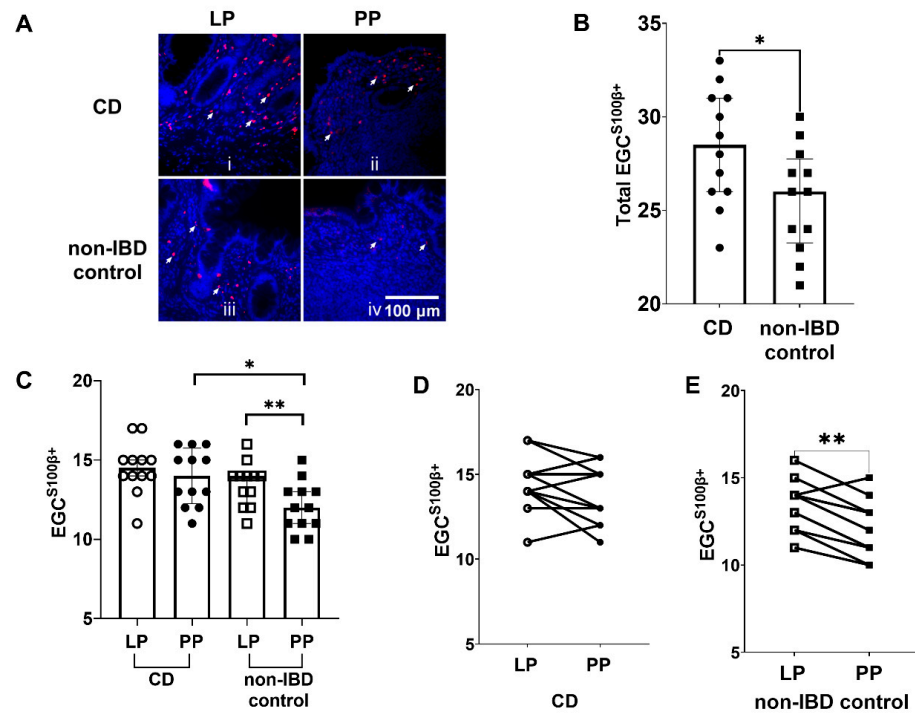 A
LP
PP
CD
non-IBD
control
i
ii
iii
iv
100 µm
B
*
Total EGC^S100β+
35
30
25
20
CD
non-IBD
control
C
*
**
EGC^S100β+
20
15
10
5
LP
PP
LP
PP
CD
non-IBD
control
D
EGC^S100β+
20
15
10
5
LP
PP
CD
E
**
EGC^S100β+
20
15
10
5
LP
PP
non-IBD control